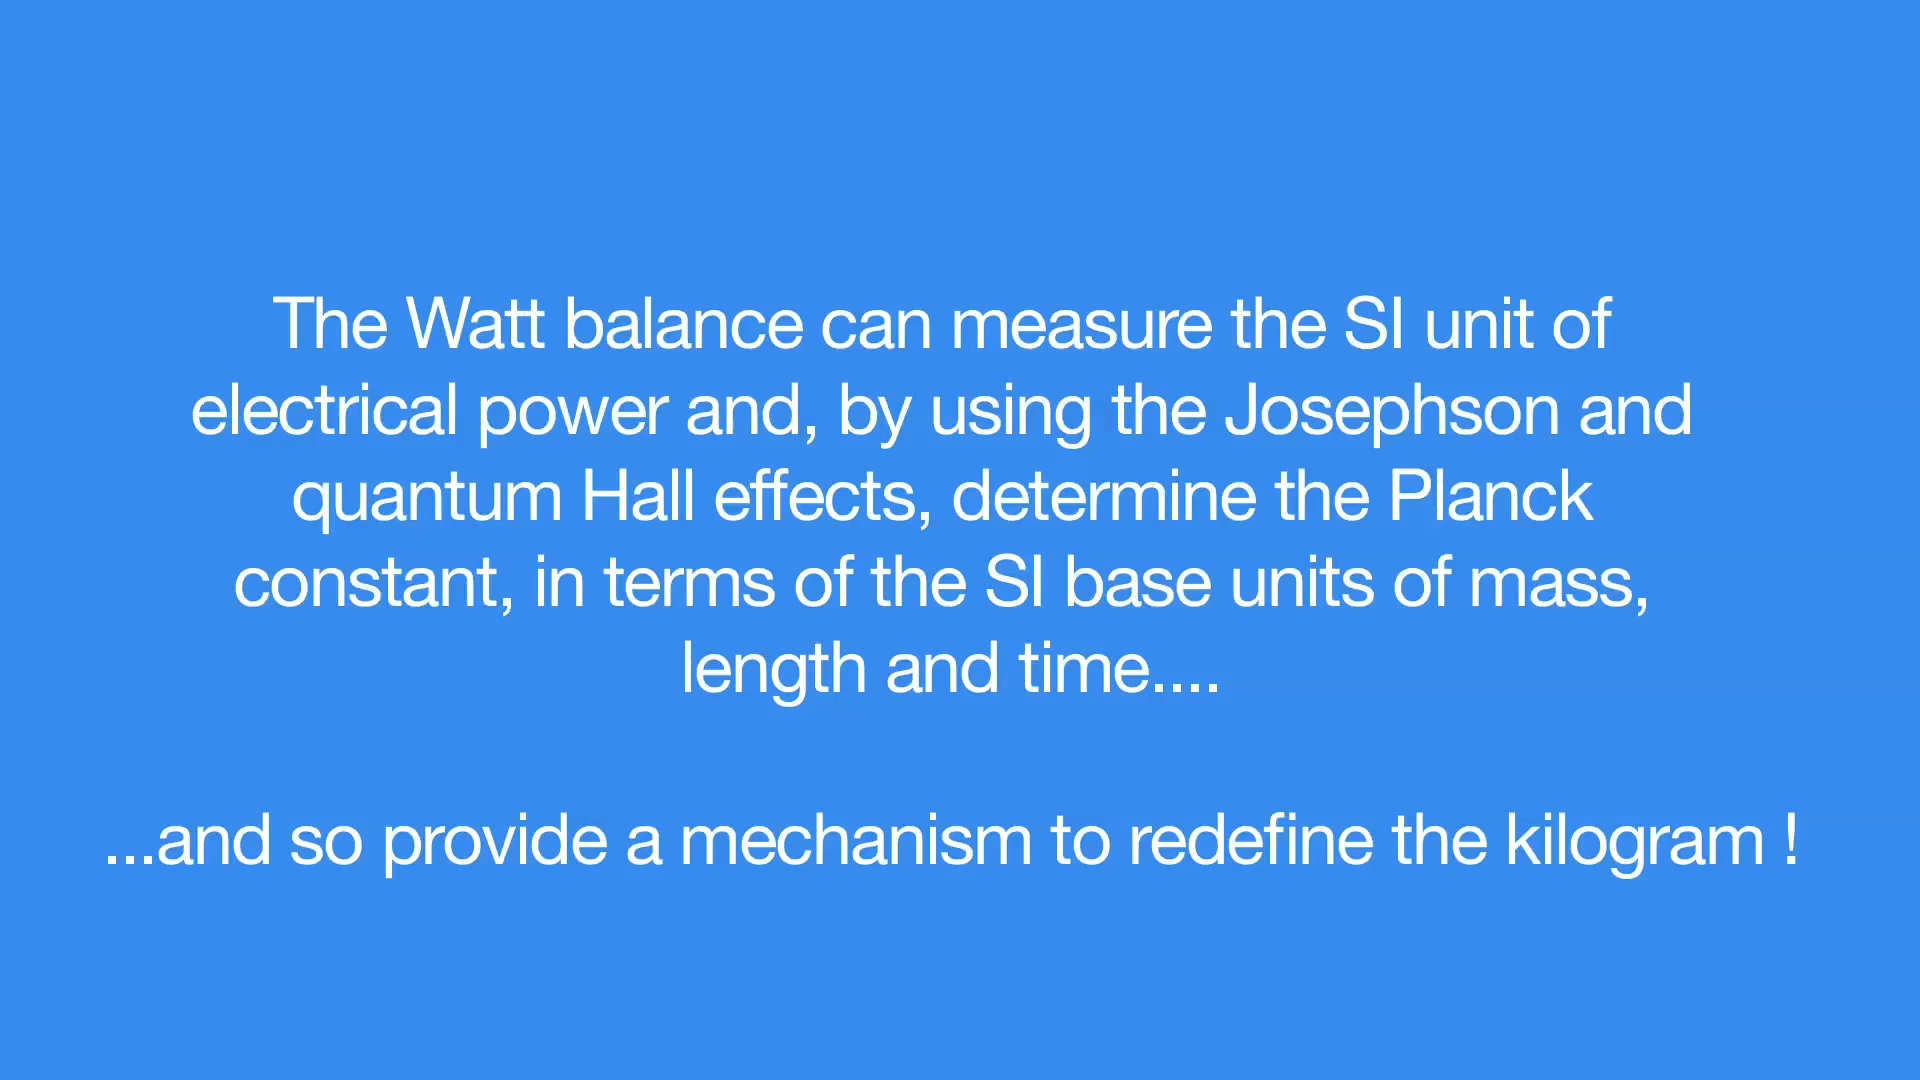 The Watt balance can measure the SI unit of
electrical power and, by using the Josephson and
quantum Hall effects, determine the Planck
constant, in terms of the SI base units of mass,
length and time....
...and so provide a mechanism to redefine the kilogram !